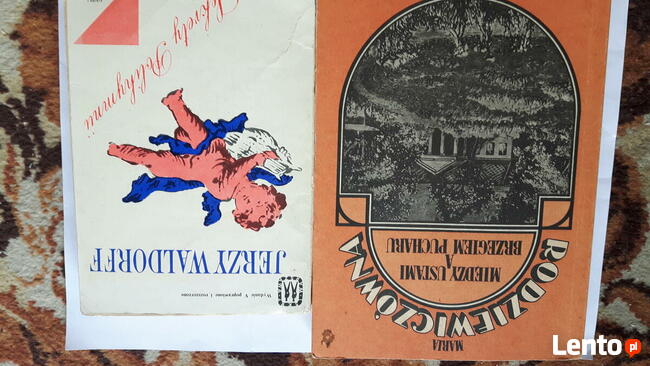 Wydanie V poprawione i rozszerzone
JERZY WALDORFF
Sekrety Polihymnii
MARIA
RODZIEWICZÓWNA
MIĘDZY USTAMI
A
BRZEGIEM PUCHARU
Lento.pl